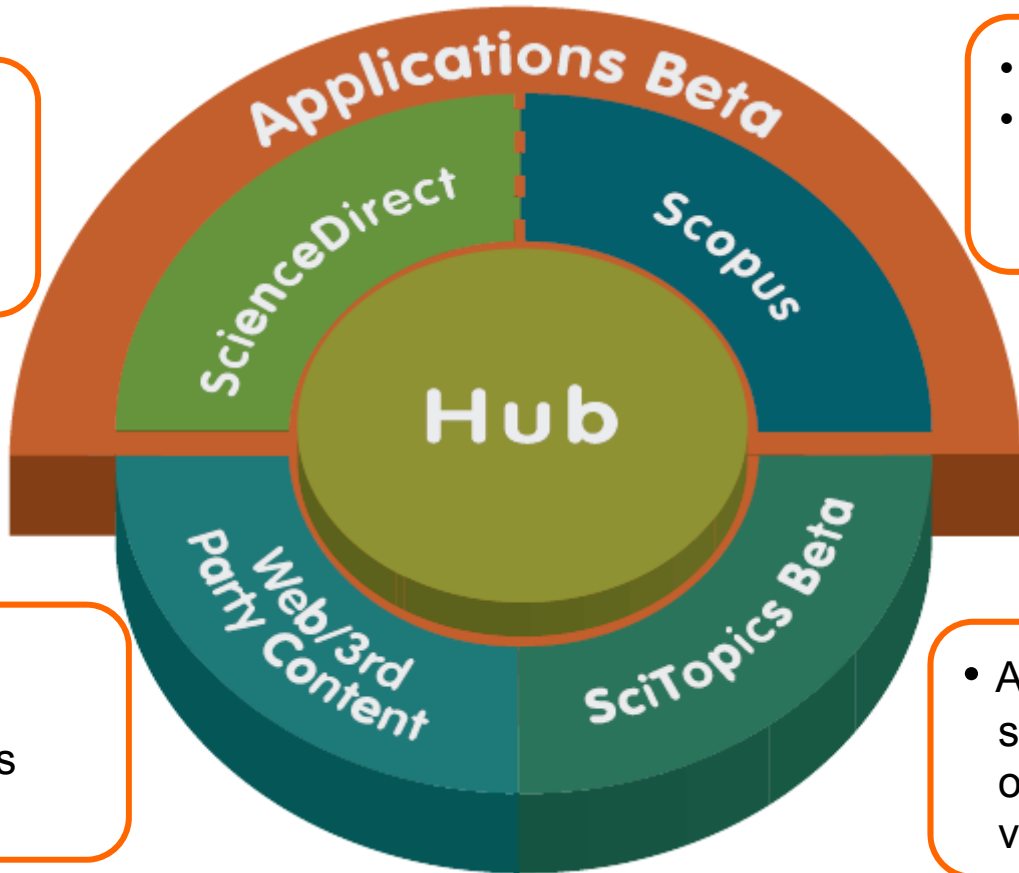 Applications Beta
ScienceDirect
Scopus
Hub
Web/3rd
Party Content
SciTopics Beta